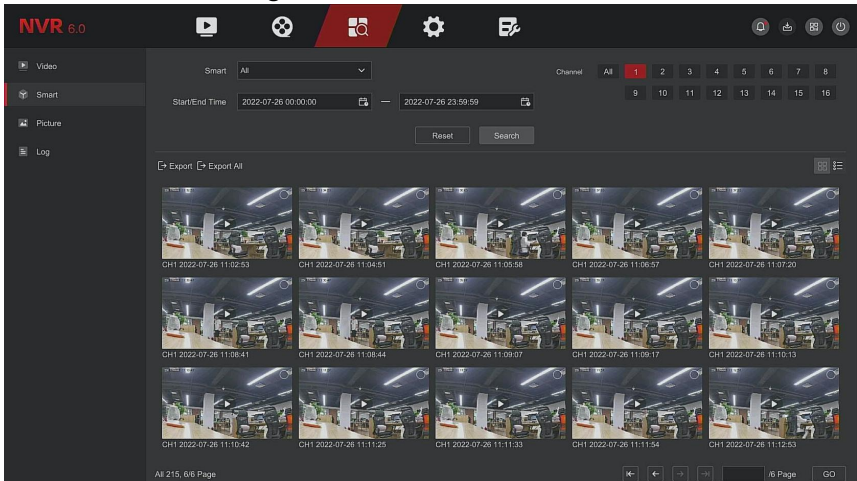 NVR 6.0
Video
Smart
Picture
Log
Smart All
Channel All 1 2 3 4 5 6 7 8
9 10 11 12 13 14 15 16
Start/End Time 2022-07-26 00:00:00 — 2022-07-26 23:59:59
Reset Search
Export Export All
CH1 2022-07-26 11:02:53
CH1 2022-07-26 11:04:51
CH1 2022-07-26 11:05:58
CH1 2022-07-26 11:06:57
CH1 2022-07-26 11:07:20
CH1 2022-07-26 11:08:41
CH1 2022-07-26 11:08:44
CH1 2022-07-26 11:09:07
CH1 2022-07-26 11:09:17
CH1 2022-07-26 11:10:13
CH1 2022-07-26 11:10:42
CH1 2022-07-26 11:11:25
CH1 2022-07-26 11:11:33
CH1 2022-07-26 11:11:54
CH1 2022-07-26 11:12:53
All 215, 6/6 Page
/6 Page GO